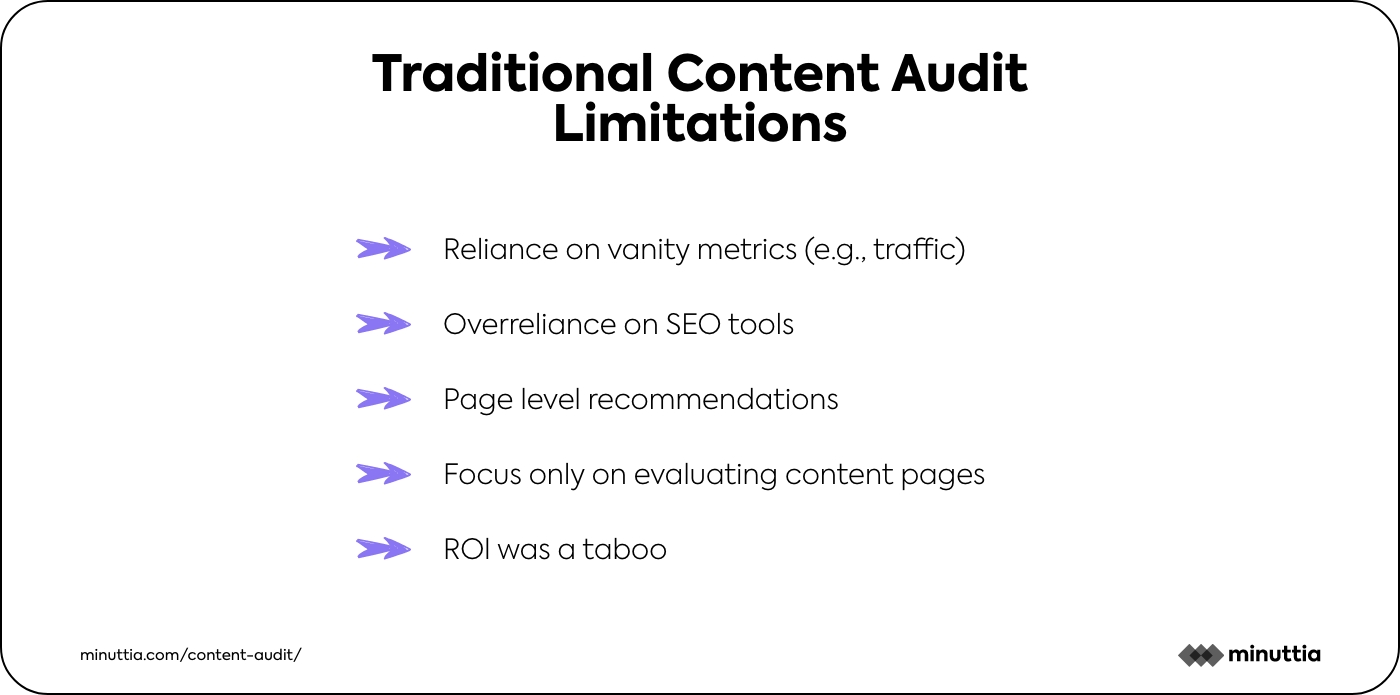 Traditional Content Audit
Limitations
Reliance on vanity metrics (e.g., traffic)
Overreliance on SEO tools
Page level recommendations
Focus only on evaluating content pages
ROI was a taboo
minuttia.com/content-audit/
minuttia